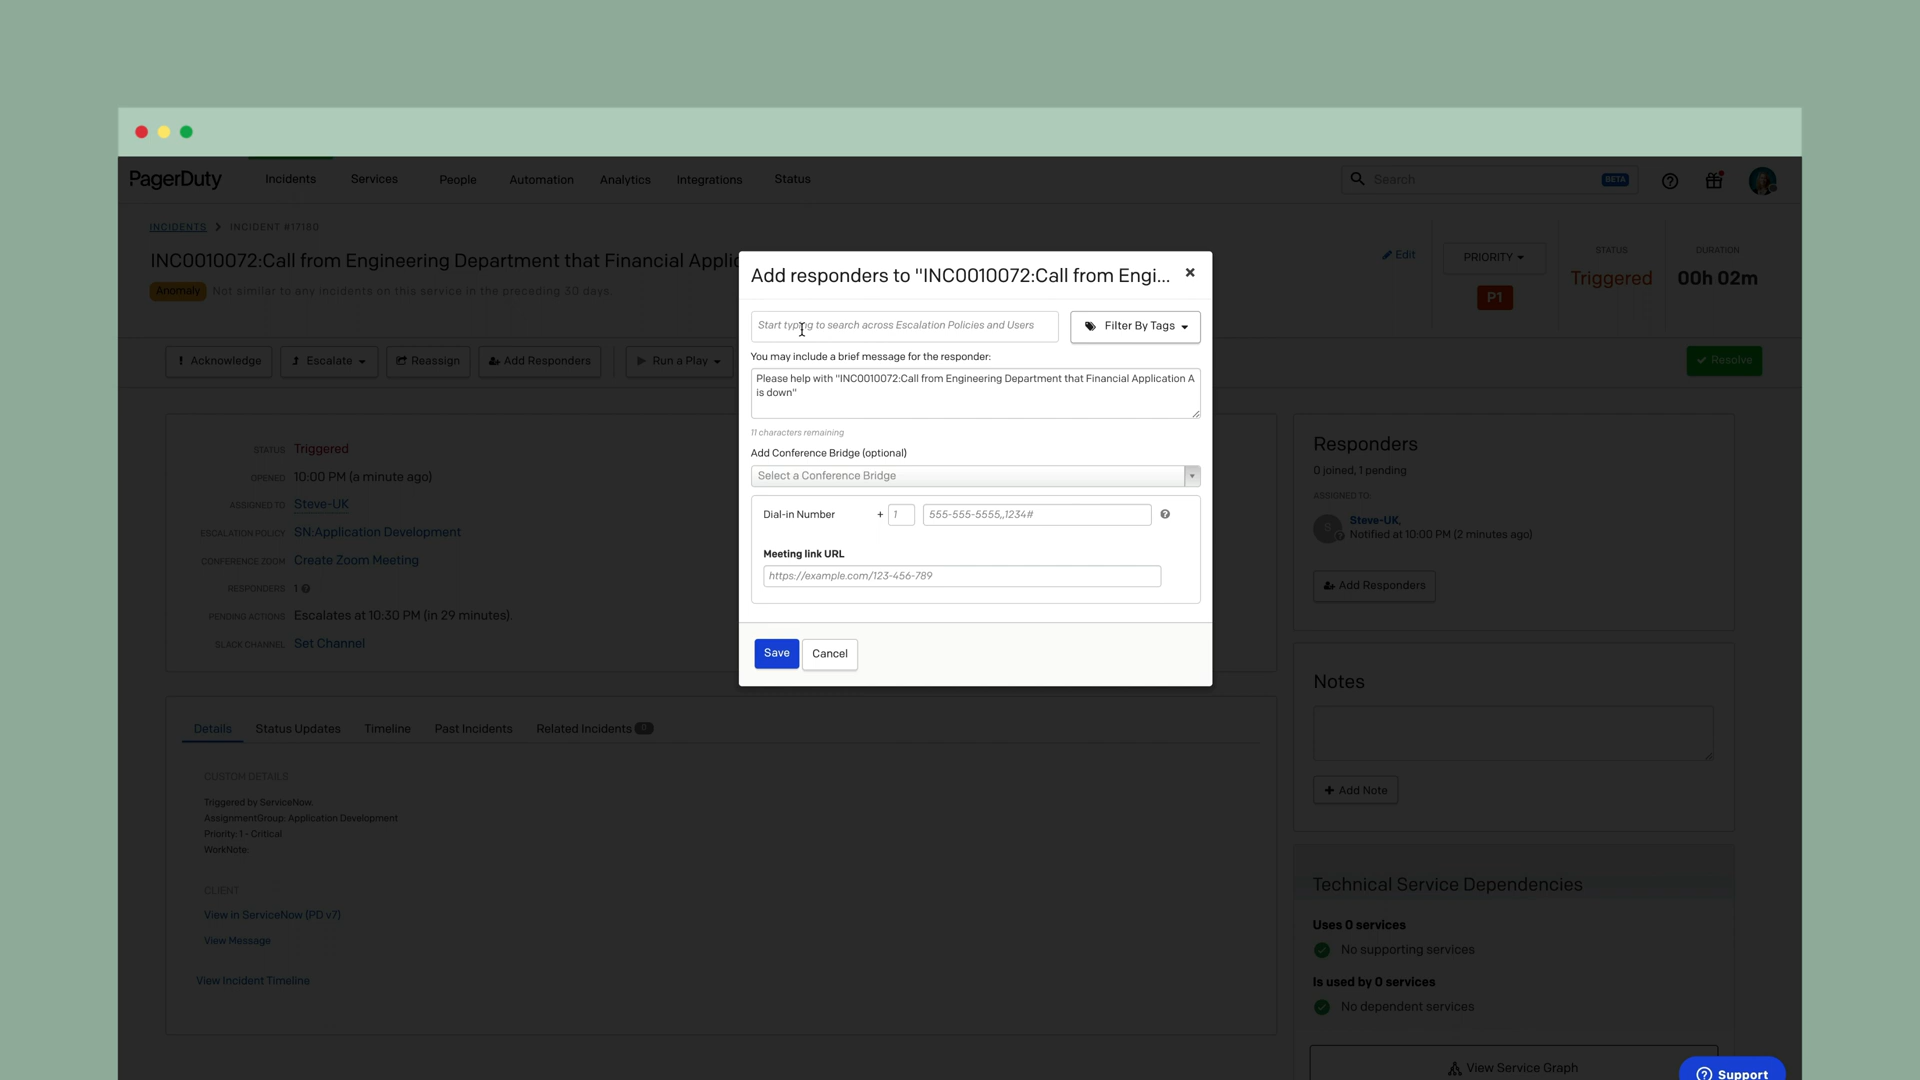 PagerDuty
Incidents
Services
People
Automation
Analytics
Integrations
Status
Search
BETA
INCIDENTS > INCIDENT #17180
INC0010072:Call from Engineering Department that Financial Applic
Anomaly
Not similar to any incidents on this service in the preceding 30 days..
Edit
PRIORITY
P1
STATUS
Triggered
DURATION
00h 02m
Acknowledge
Escalate
Reassign
Add Responders
Run a Play
Resolve
Add responders to "INC0010072:Call from Engi...
Start typing to search across Escalation Policies and Users
Filter By Tags
You may include a brief message for the responder:
Please help with "INC0010072:Call from Engineering Department that Financial Application A
is down"
11 characters remaining
Add Conference Bridge (optional)
Select a Conference Bridge
Dial-in Number
+ 1
555-555-5555,,1234#
Meeting link URL
https://example.com/123-456-789
Save
Cancel
STATUS Triggered
OPENED 10:00 PM (a minute ago)
ASSIGNED TO Steve-UK
ESCALATION POLICY SN:Application Development
CONFERENCE ZOOM Create Zoom Meeting
RESPONDERS 1
PENDING ACTIONS Escalates at 10:30 PM (in 29 minutes).
SLACK CHANNEL Set Channel
Responders
0 joined, 1 pending
ASSIGNED TO
S
Steve-UK,
Notified at 10:00 PM (2 minutes ago)
Add Responders
Notes
Add Note
Details
Status Updates
Timeline
Past Incidents
Related Incidents 0
CUSTOM DETAILS
Triggered by ServiceNow.
AssignmentGroup: Application Development
Priority: 1 - Critical
WorkNote:
CLIENT
View in ServiceNow (PD v7)
View Message
View Incident Timeline
Technical Service Dependencies
Uses 0 services
No supporting services
Is used by 0 services
No dependent services
View Service Graph
Support